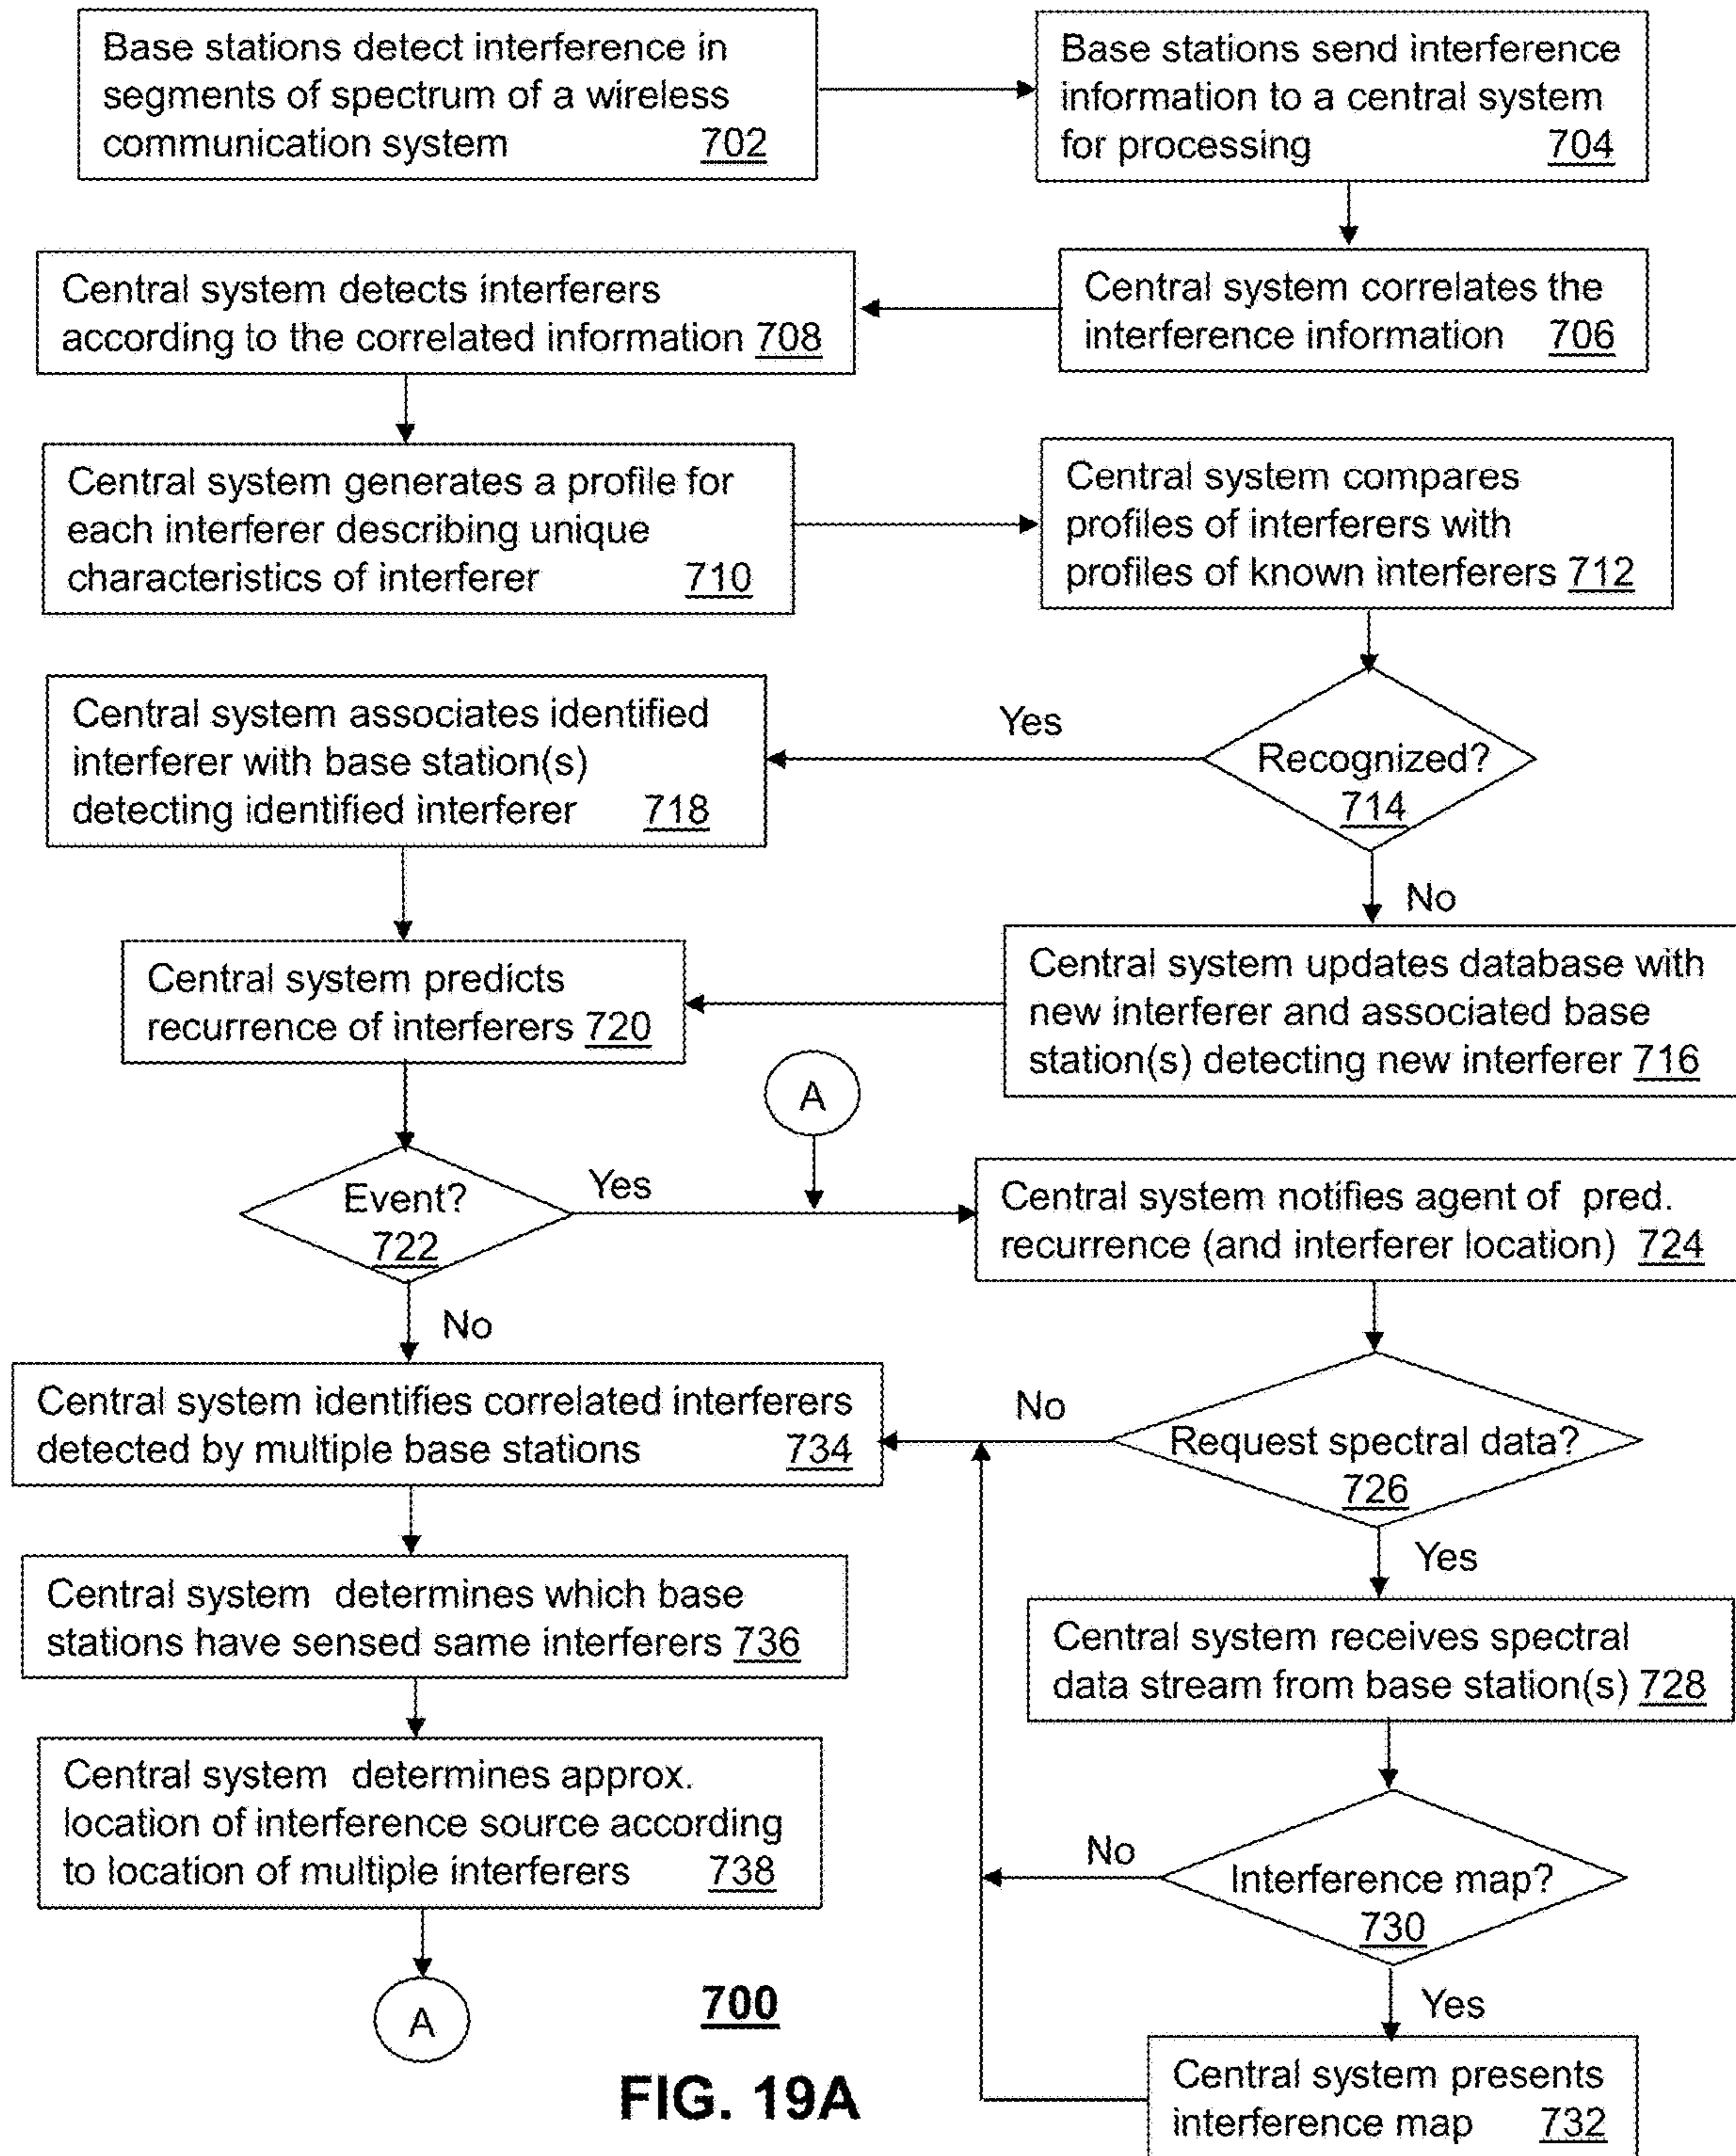 Base stations detect interference in
segments of spectrum of a wireless
communication system 702
Base stations send interference
information to a central system
for processing 704
Central system correlates the
interference information 706
Central system detects interferers
according to the correlated information 708
Central system generates a profile for
each interferer describing unique
characteristics of interferer 710
Central system compares
profiles of interferers with
profiles of known interferers 712
Recognized?
714
Yes
No
Central system associates identified
interferer with base station(s)
detecting identified interferer 718
Central system updates database with
new interferer and associated base
station(s) detecting new interferer 716
Central system predicts
recurrence of interferers 720
A
Event?
722
Yes
No
Central system notifies agent of pred.
recurrence (and interferer location) 724
Request spectral data?
726
No
Yes
Central system identifies correlated interferers
detected by multiple base stations 734
Central system determines which base
stations have sensed same interferers 736
Central system receives spectral
data stream from base station(s) 728
Central system determines approx.
location of interference source according
to location of multiple interferers 738
Interference map?
730
No
Yes
A
Central system presents
interference map 732
700
FIG. 19A